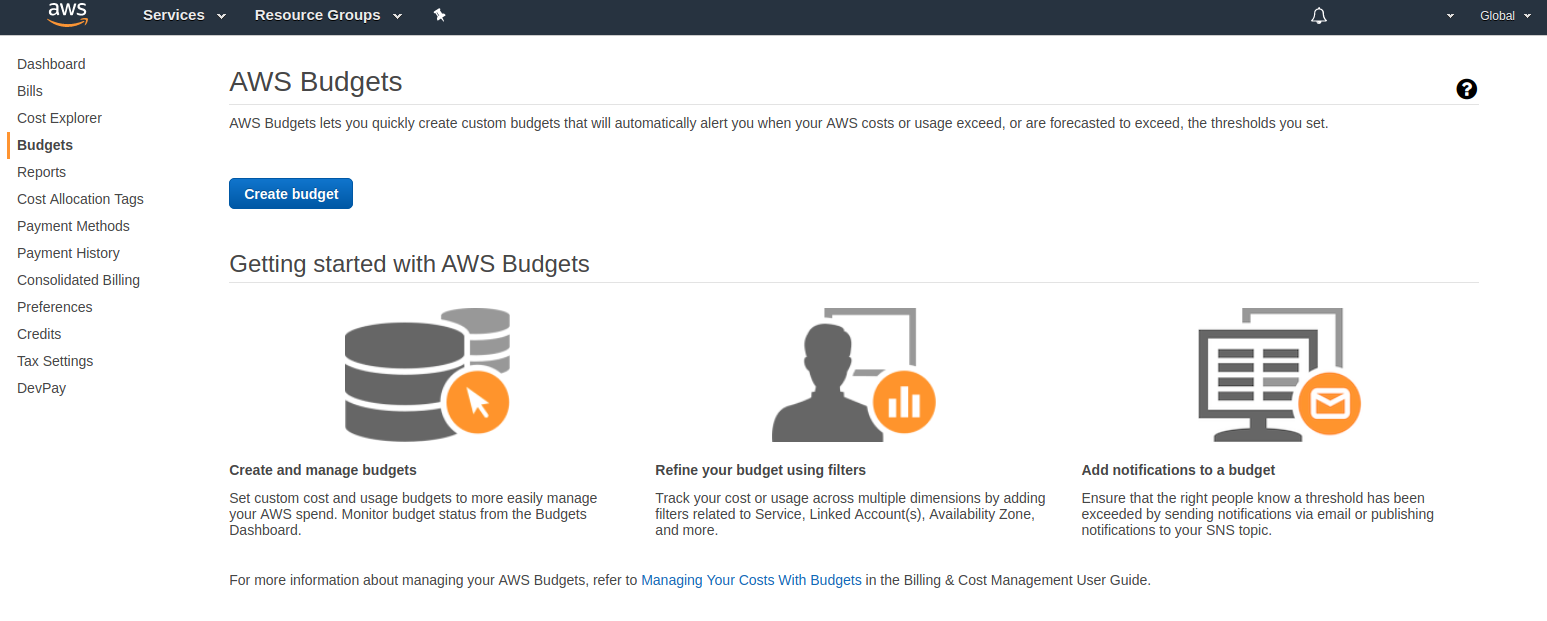 aws
Services
Resource Groups
Global
Dashboard
Bills
Cost Explorer
Budgets
Reports
Cost Allocation Tags
Payment Methods
Payment History
Consolidated Billing
Preferences
Credits
Tax Settings
DevPay
AWS Budgets
?
AWS Budgets lets you quickly create custom budgets that will automatically alert you when your AWS costs or usage exceed, or are forecasted to exceed, the thresholds you set.
Create budget
Getting started with AWS Budgets
Create and manage budgets
Set custom cost and usage budgets to more easily manage
your AWS spend. Monitor budget status from the Budgets
Dashboard.
Refine your budget using filters
Track your cost or usage across multiple dimensions by adding
filters related to Service, Linked Account(s), Availability Zone,
and more.
Add notifications to a budget
Ensure that the right people know a threshold has been
exceeded by sending notifications via email or publishing
notifications to your SNS topic.
For more information about managing your AWS Budgets, refer to Managing Your Costs With Budgets in the Billing & Cost Management User Guide.